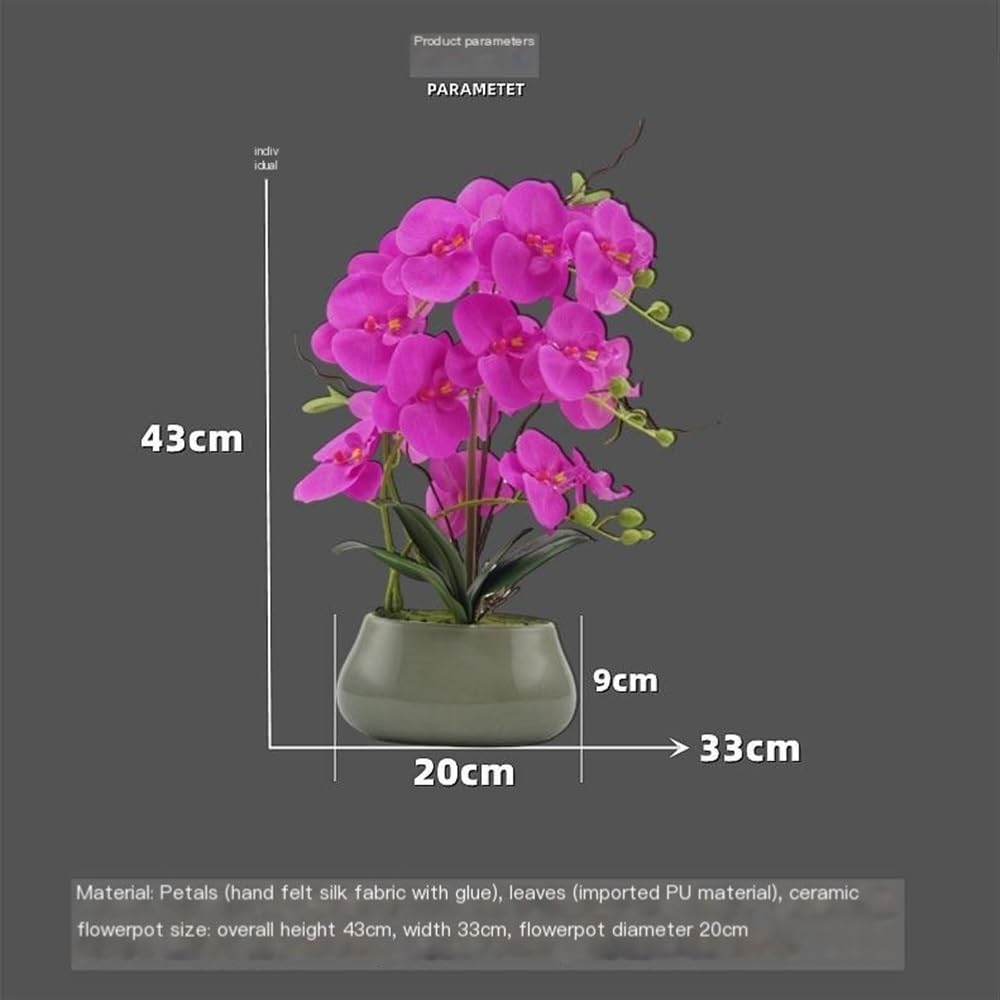 Product parameters
PARAMETET
indiv
idual
43cm
9cm
33cm
20cm
Material: Petals (hand felt silk fabric with glue), leaves (imported PU material), ceramic
flowerpot size: overall height 43cm, width 33cm, flowerpot diameter 20cm